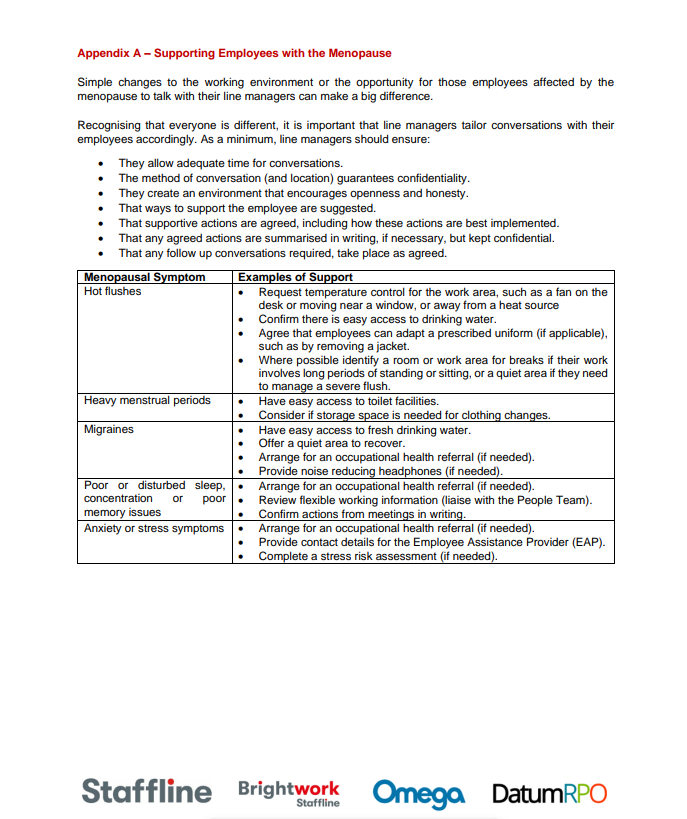 Appendix A – Supporting Employees with the Menopause
Simple changes to the working environment or the opportunity for those employees affected by the
menopause to talk with their line managers can make a big difference.
Recognising that everyone is different, it is important that line managers tailor conversations with their
employees accordingly. As a minimum, line managers should ensure:
• They allow adequate time for conversations.
• The method of conversation (and location) guarantees confidentiality.
• They create an environment that encourages openness and honesty.
• That ways to support the employee are suggested.
• That supportive actions are agreed, including how these actions are best implemented.
• That any agreed actions are summarised in writing, if necessary, but kept confidential.
• That any follow up conversations required, take place as agreed.
Menopausal Symptom
Examples of Support
Hot flushes
• Request temperature control for the work area, such as a fan on the
desk or moving near a window, or away from a heat source
• Confirm there is easy access to drinking water.
• Agree that employees can adapt a prescribed uniform (if applicable),
such as by removing a jacket.
• Where possible identify a room or work area for breaks if their work
involves long periods of standing or sitting, or a quiet area if they need
to manage a severe flush.
Heavy menstrual periods
• Have easy access to toilet facilities.
• Consider if storage space is needed for clothing changes.
Migraines
• Have easy access to fresh drinking water.
• Offer a quiet area to recover.
• Arrange for an occupational health referral (if needed).
• Provide noise reducing headphones (if needed).
Poor or disturbed sleep,
concentration or poor
memory issues
• Arrange for an occupational health referral (if needed).
• Review flexible working information (liaise with the People Team).
• Confirm actions from meetings in writing.
Anxiety or stress symptoms
• Arrange for an occupational health referral (if needed).
• Provide contact details for the Employee Assistance Provider (EAP).
• Complete a stress risk assessment (if needed).
Staffline
Brightwork
Staffline
Omega
DatumRPO